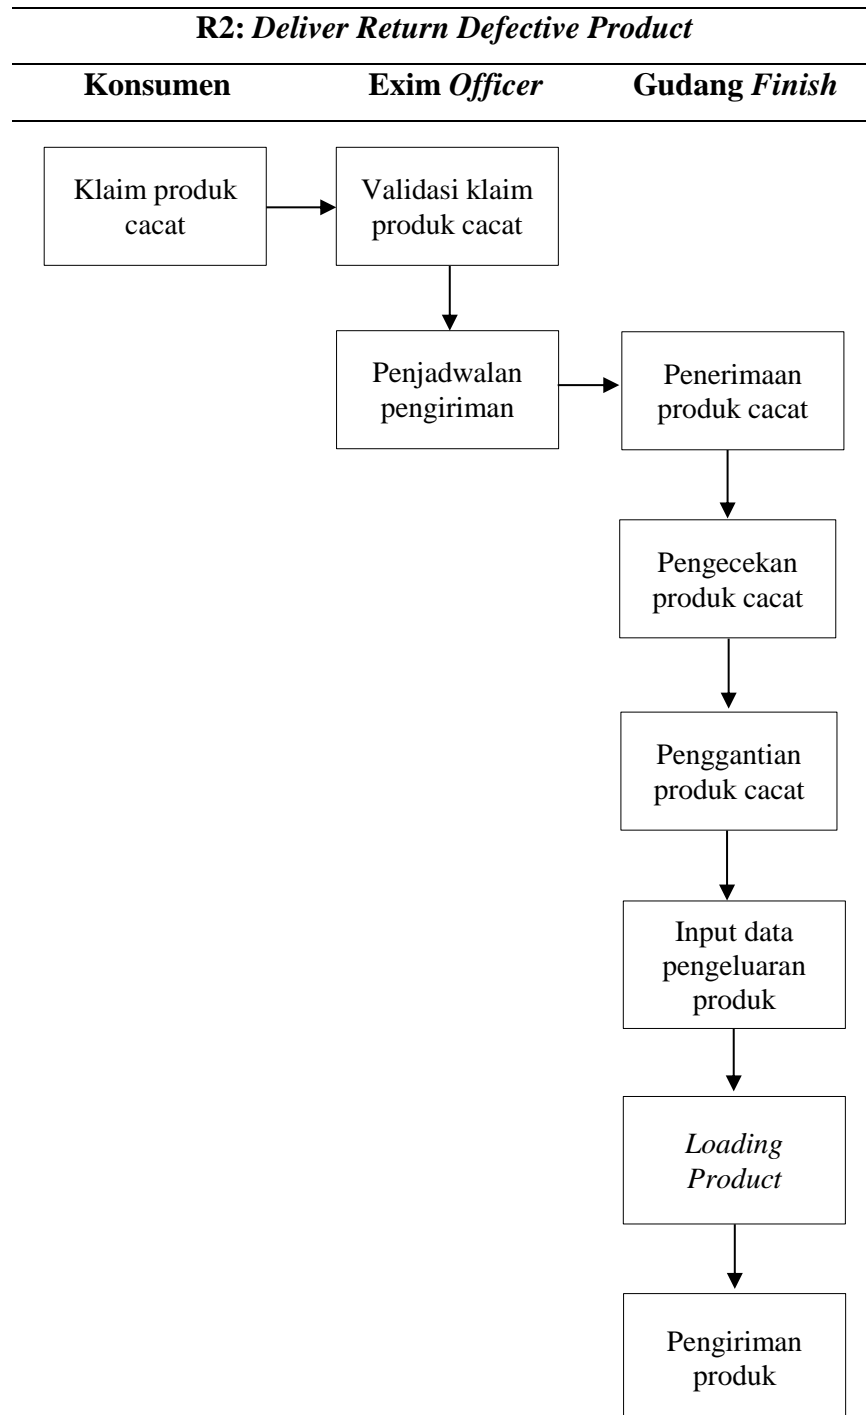 R2: Deliver Return Defective Product
Konsumen Exim Officer Gudang Finish
Klaim produk
cacat
Validasi klaim
produk cacat
Penjadwalan
pengiriman
Penerimaan
produk cacat
Pengecekan
produk cacat
Penggantian
produk cacat
Input data
pengeluaran
produk
Loading
Product
Pengiriman
produk